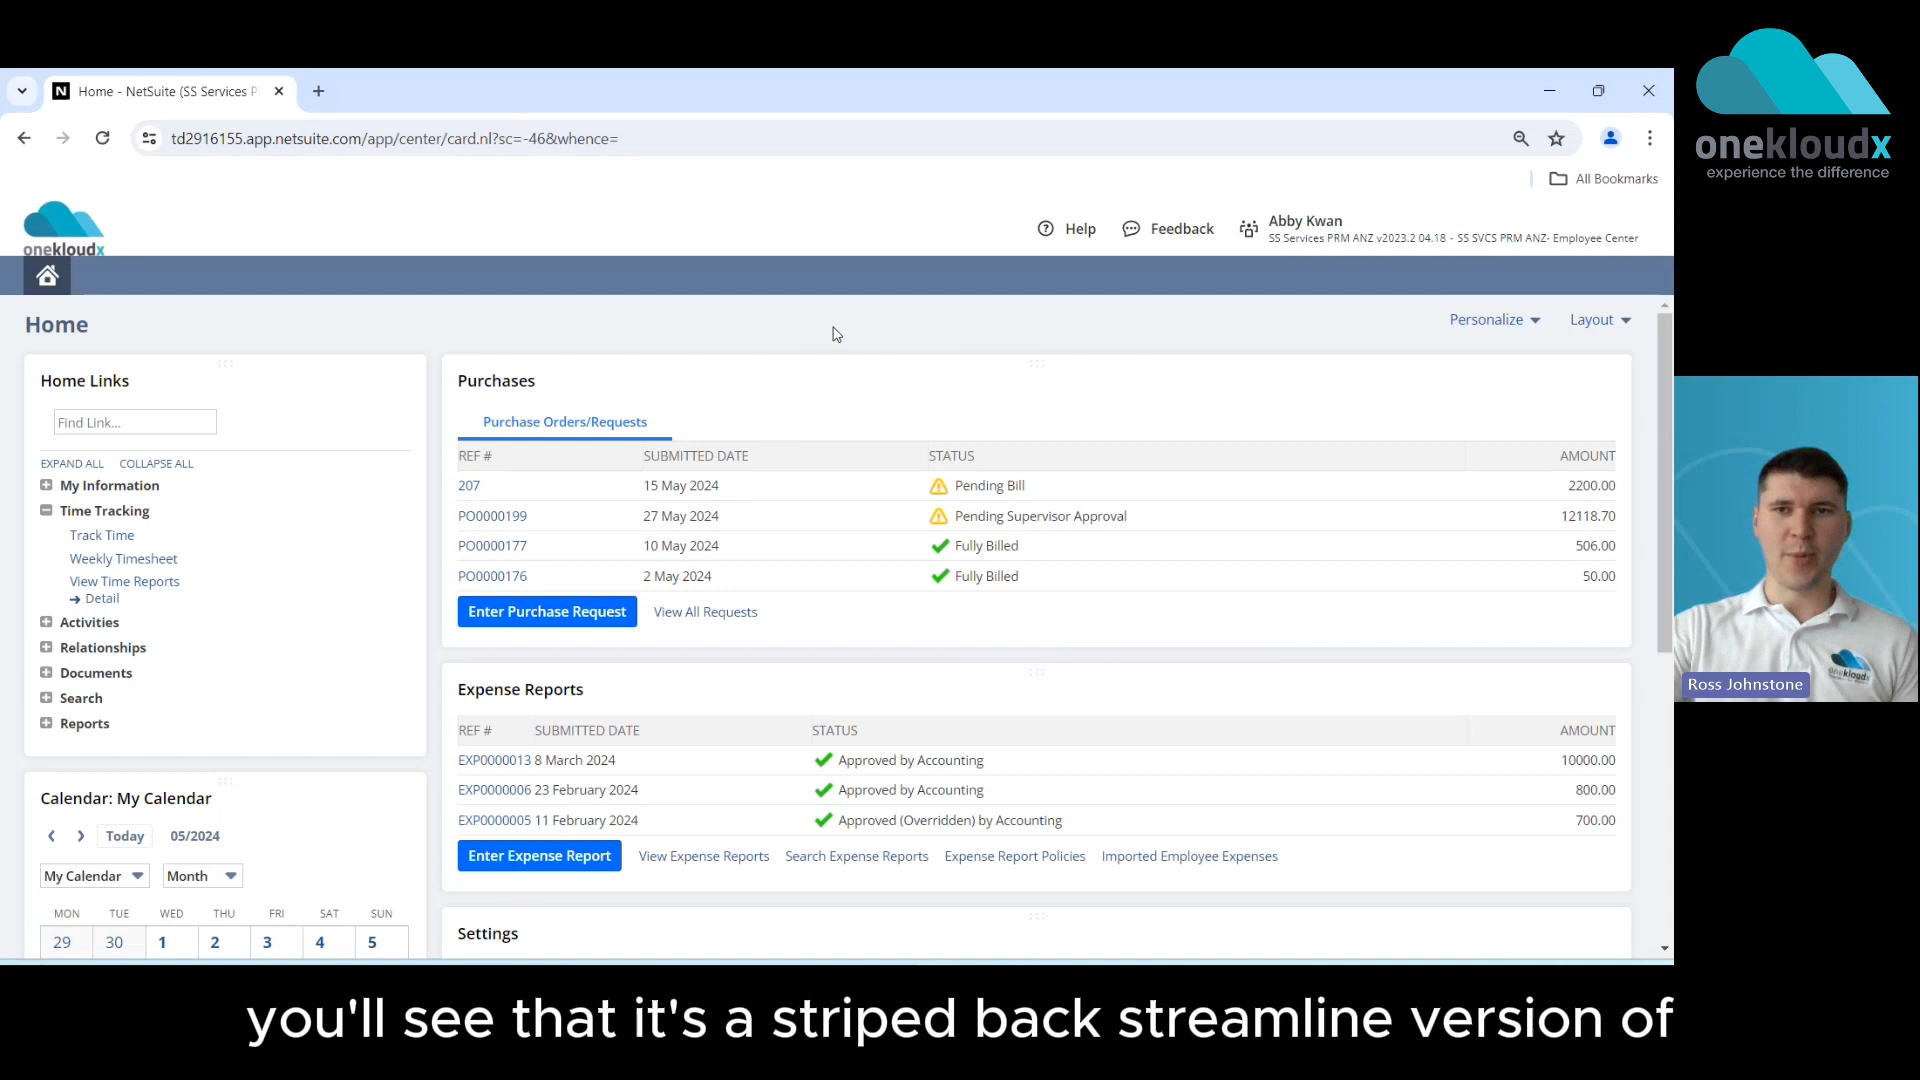 Home - NetSuite (SS Services P
td2916155.app.netsuite.com/app/center/card.nl?sc=-46&whence=
All Bookmarks
onekloudx
experience the difference
onekloudx
Help
Feedback
Abby Kwan
SS Services PRM ANZ v2023.2 04.18 - SS SVCS PRM ANZ- Employee Center
Home
Personalize
Layout
Home Links
Find Link...
EXPAND ALL COLLAPSE ALL
My Information
Time Tracking
Track Time
Weekly Timesheet
View Time Reports
Detail
Activities
Relationships
Documents
Search
Reports
Calendar: My Calendar
Today 05/2024
My Calendar Month
MON TUE WED THU FRI SAT SUN
29 30 1 2 3 4 5
Purchases
Purchase Orders/Requests
REF # SUBMITTED DATE STATUS AMOUNT
207 15 May 2024 Pending Bill 2200.00
PO0000199 27 May 2024 Pending Supervisor Approval 12118.70
PO0000177 10 May 2024 Fully Billed 506.00
PO0000176 2 May 2024 Fully Billed 50.00
Enter Purchase Request View All Requests
Expense Reports
REF # SUBMITTED DATE STATUS AMOUNT
EXP0000013 8 March 2024 Approved by Accounting 10000.00
EXP0000006 23 February 2024 Approved by Accounting 800.00
EXP0000005 11 February 2024 Approved (Overridden) by Accounting 700.00
Enter Expense Report View Expense Reports Search Expense Reports Expense Report Policies Imported Employee Expenses
Settings
onekloudx
Ross Johnstone
you'll see that it's a striped back streamline version of